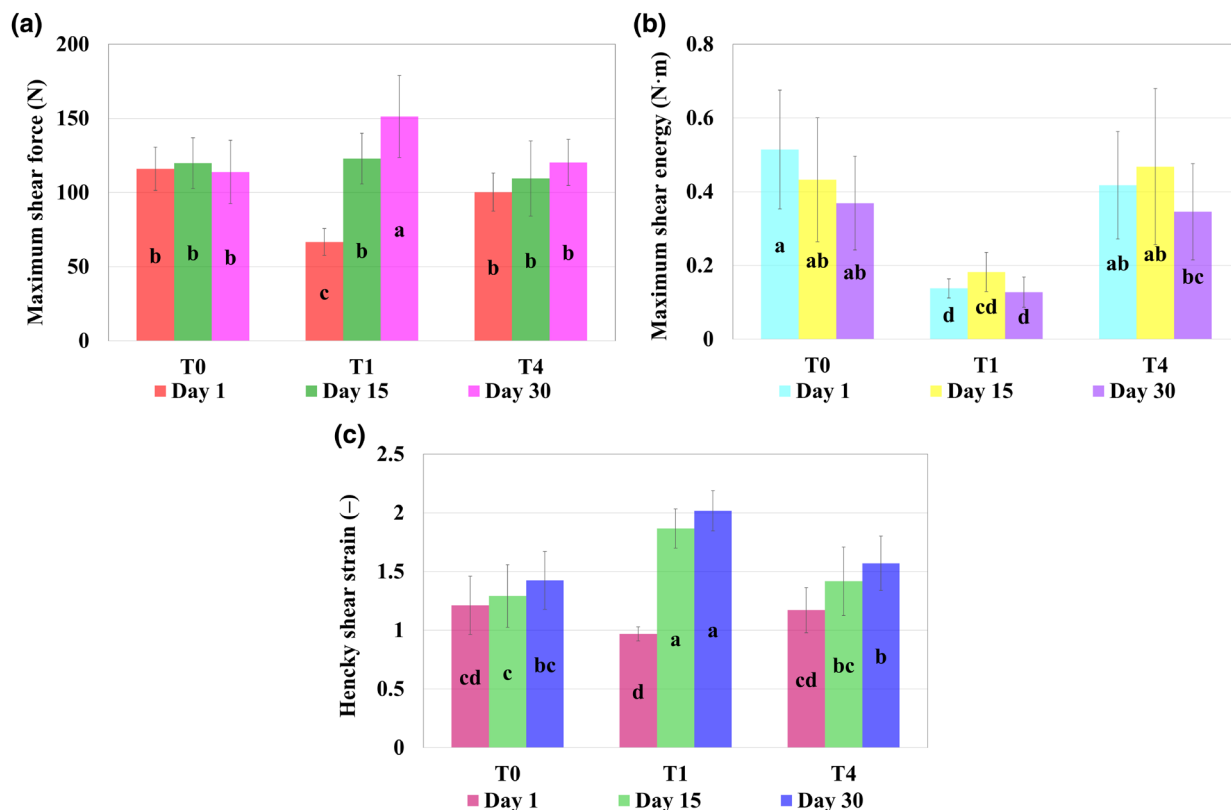 (a)
Maximum shear force (N)
200
150
100
50
0
b b b
c b a
b b b
T0 T1 T4
Day 1 Day 15 Day 30
(b)
Maximum shear energy (N·m)
0.8
0.6
0.4
0.2
0
a ab ab
d cd d
ab ab bc
T0 T1 T4
Day 1 Day 15 Day 30
(c)
Hencky shear strain (–)
2.5
2
1.5
1
0.5
0
cd c bc
d a a
cd bc b
T0 T1 T4
Day 1 Day 15 Day 30